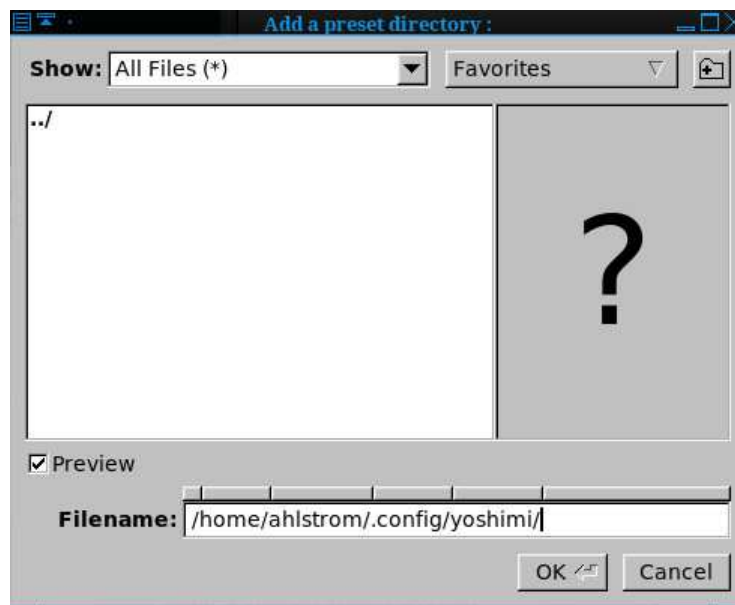 Add a preset directory :
Show: All Files (*) Favorites
../
?
Preview
Filename: /home/ahlstrom/.config/yoshimi/
OK Cancel